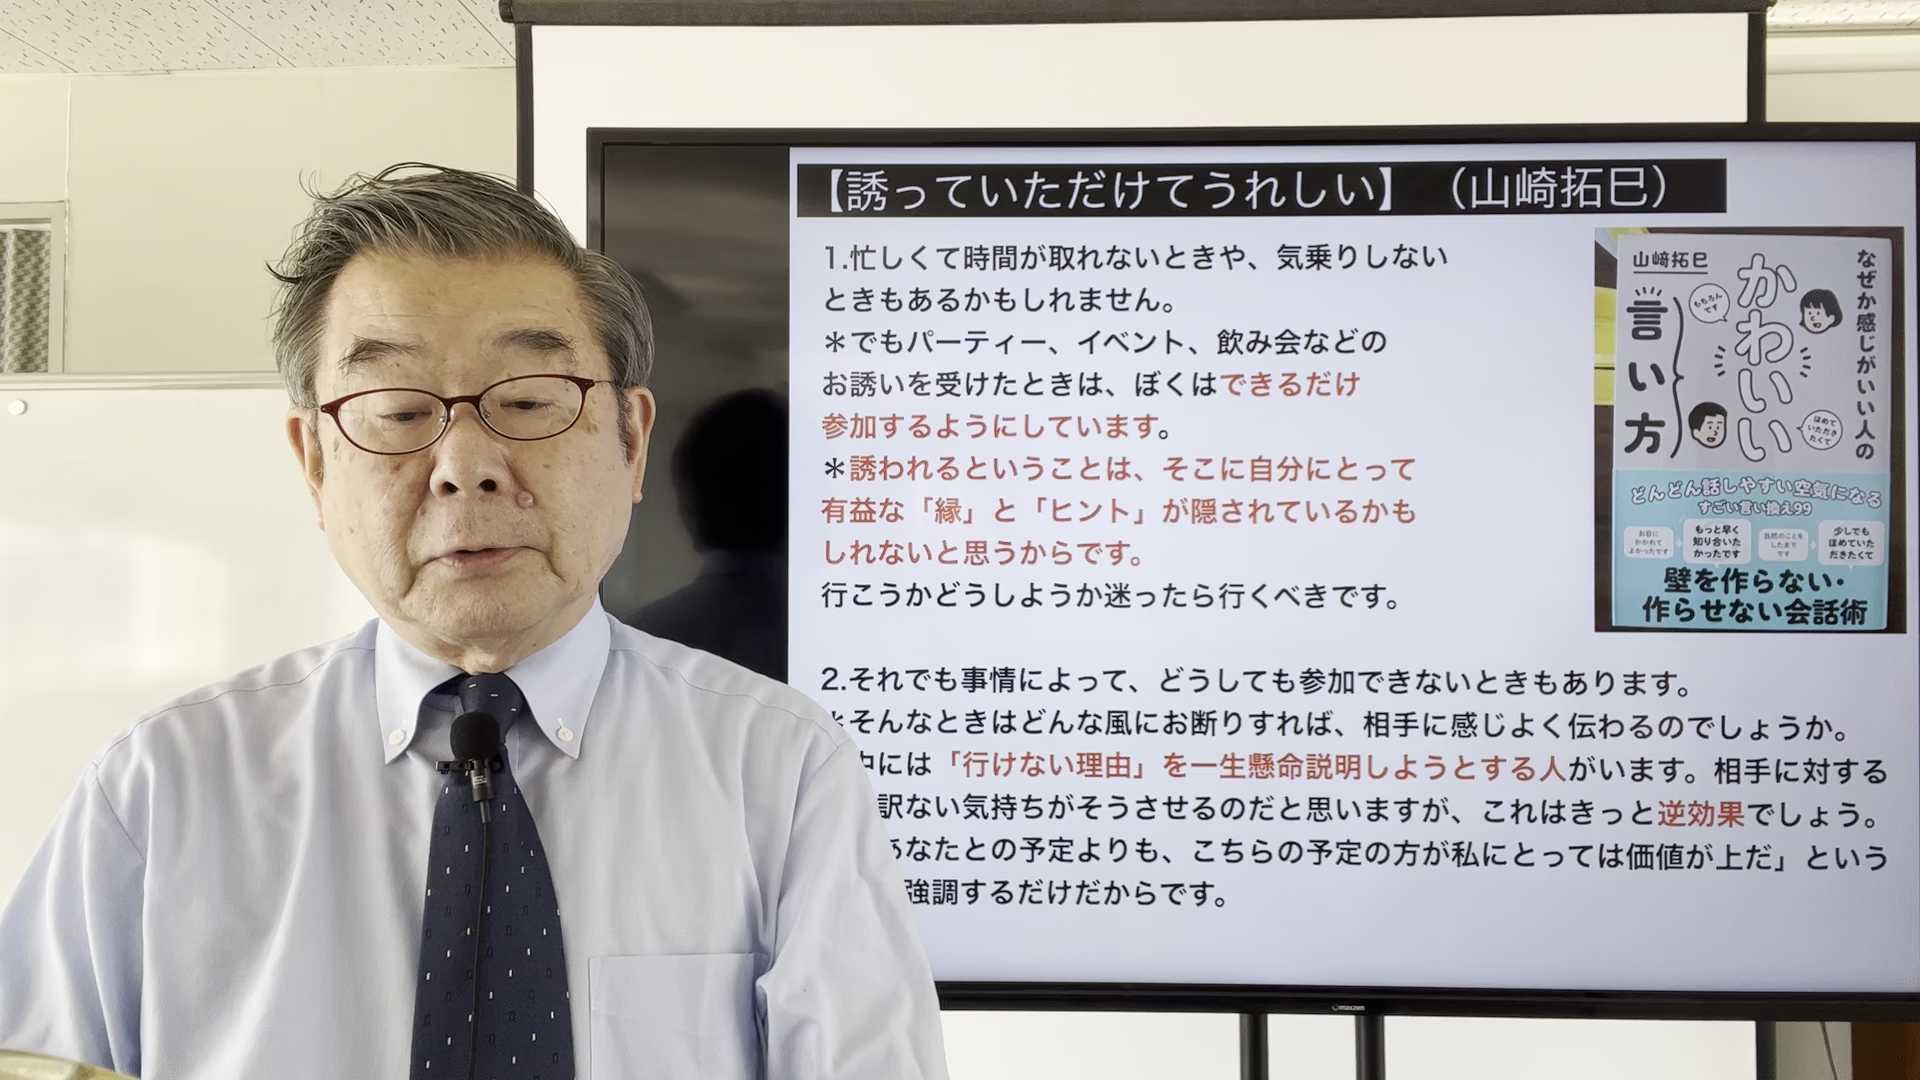 【誘っていただけてうれしい】（山崎拓巳）
1.忙しくて時間が取れないときや、気乗りしない
ときもあるかもしれません。
＊でもパーティー、イベント、飲み会などの
お誘いを受けたときは、ぼくはできるだけ
参加するようにしています。
＊誘われるということは、そこに自分にとって
有益な「縁」と「ヒント」が隠されているかも
しれないと思うからです。
行こうかどうしようか迷ったら行くべきです。
2.それでも事情によって、どうしても参加できないときもあります。
そんなときはどんな風にお断りすれば、相手に感じよく伝わるのでしょうか。
中には「行けない理由」を一生懸命説明しようとする人がいます。相手に対する
訳ない気持ちがそうさせるのだと思いますが、これはきっと逆効果でしょう。
あなたとの予定よりも、こちらの予定の方が私にとっては価値が上だ」という
強調するだけだからです。
なぜか感じがいい人の
かわいい
言い方
山﨑拓巳
ももろん
です
ほめて
いただき
たくて
どんどん話しやすい空気になる
すごい言い換え99
お目に
かかれて
よかったです
もっと早く
知り合いた
かったです
当然のことを
したまで
です
少しでも
ほめていた
だきたくて
壁を作らない・
作らせない会話術
maxzen